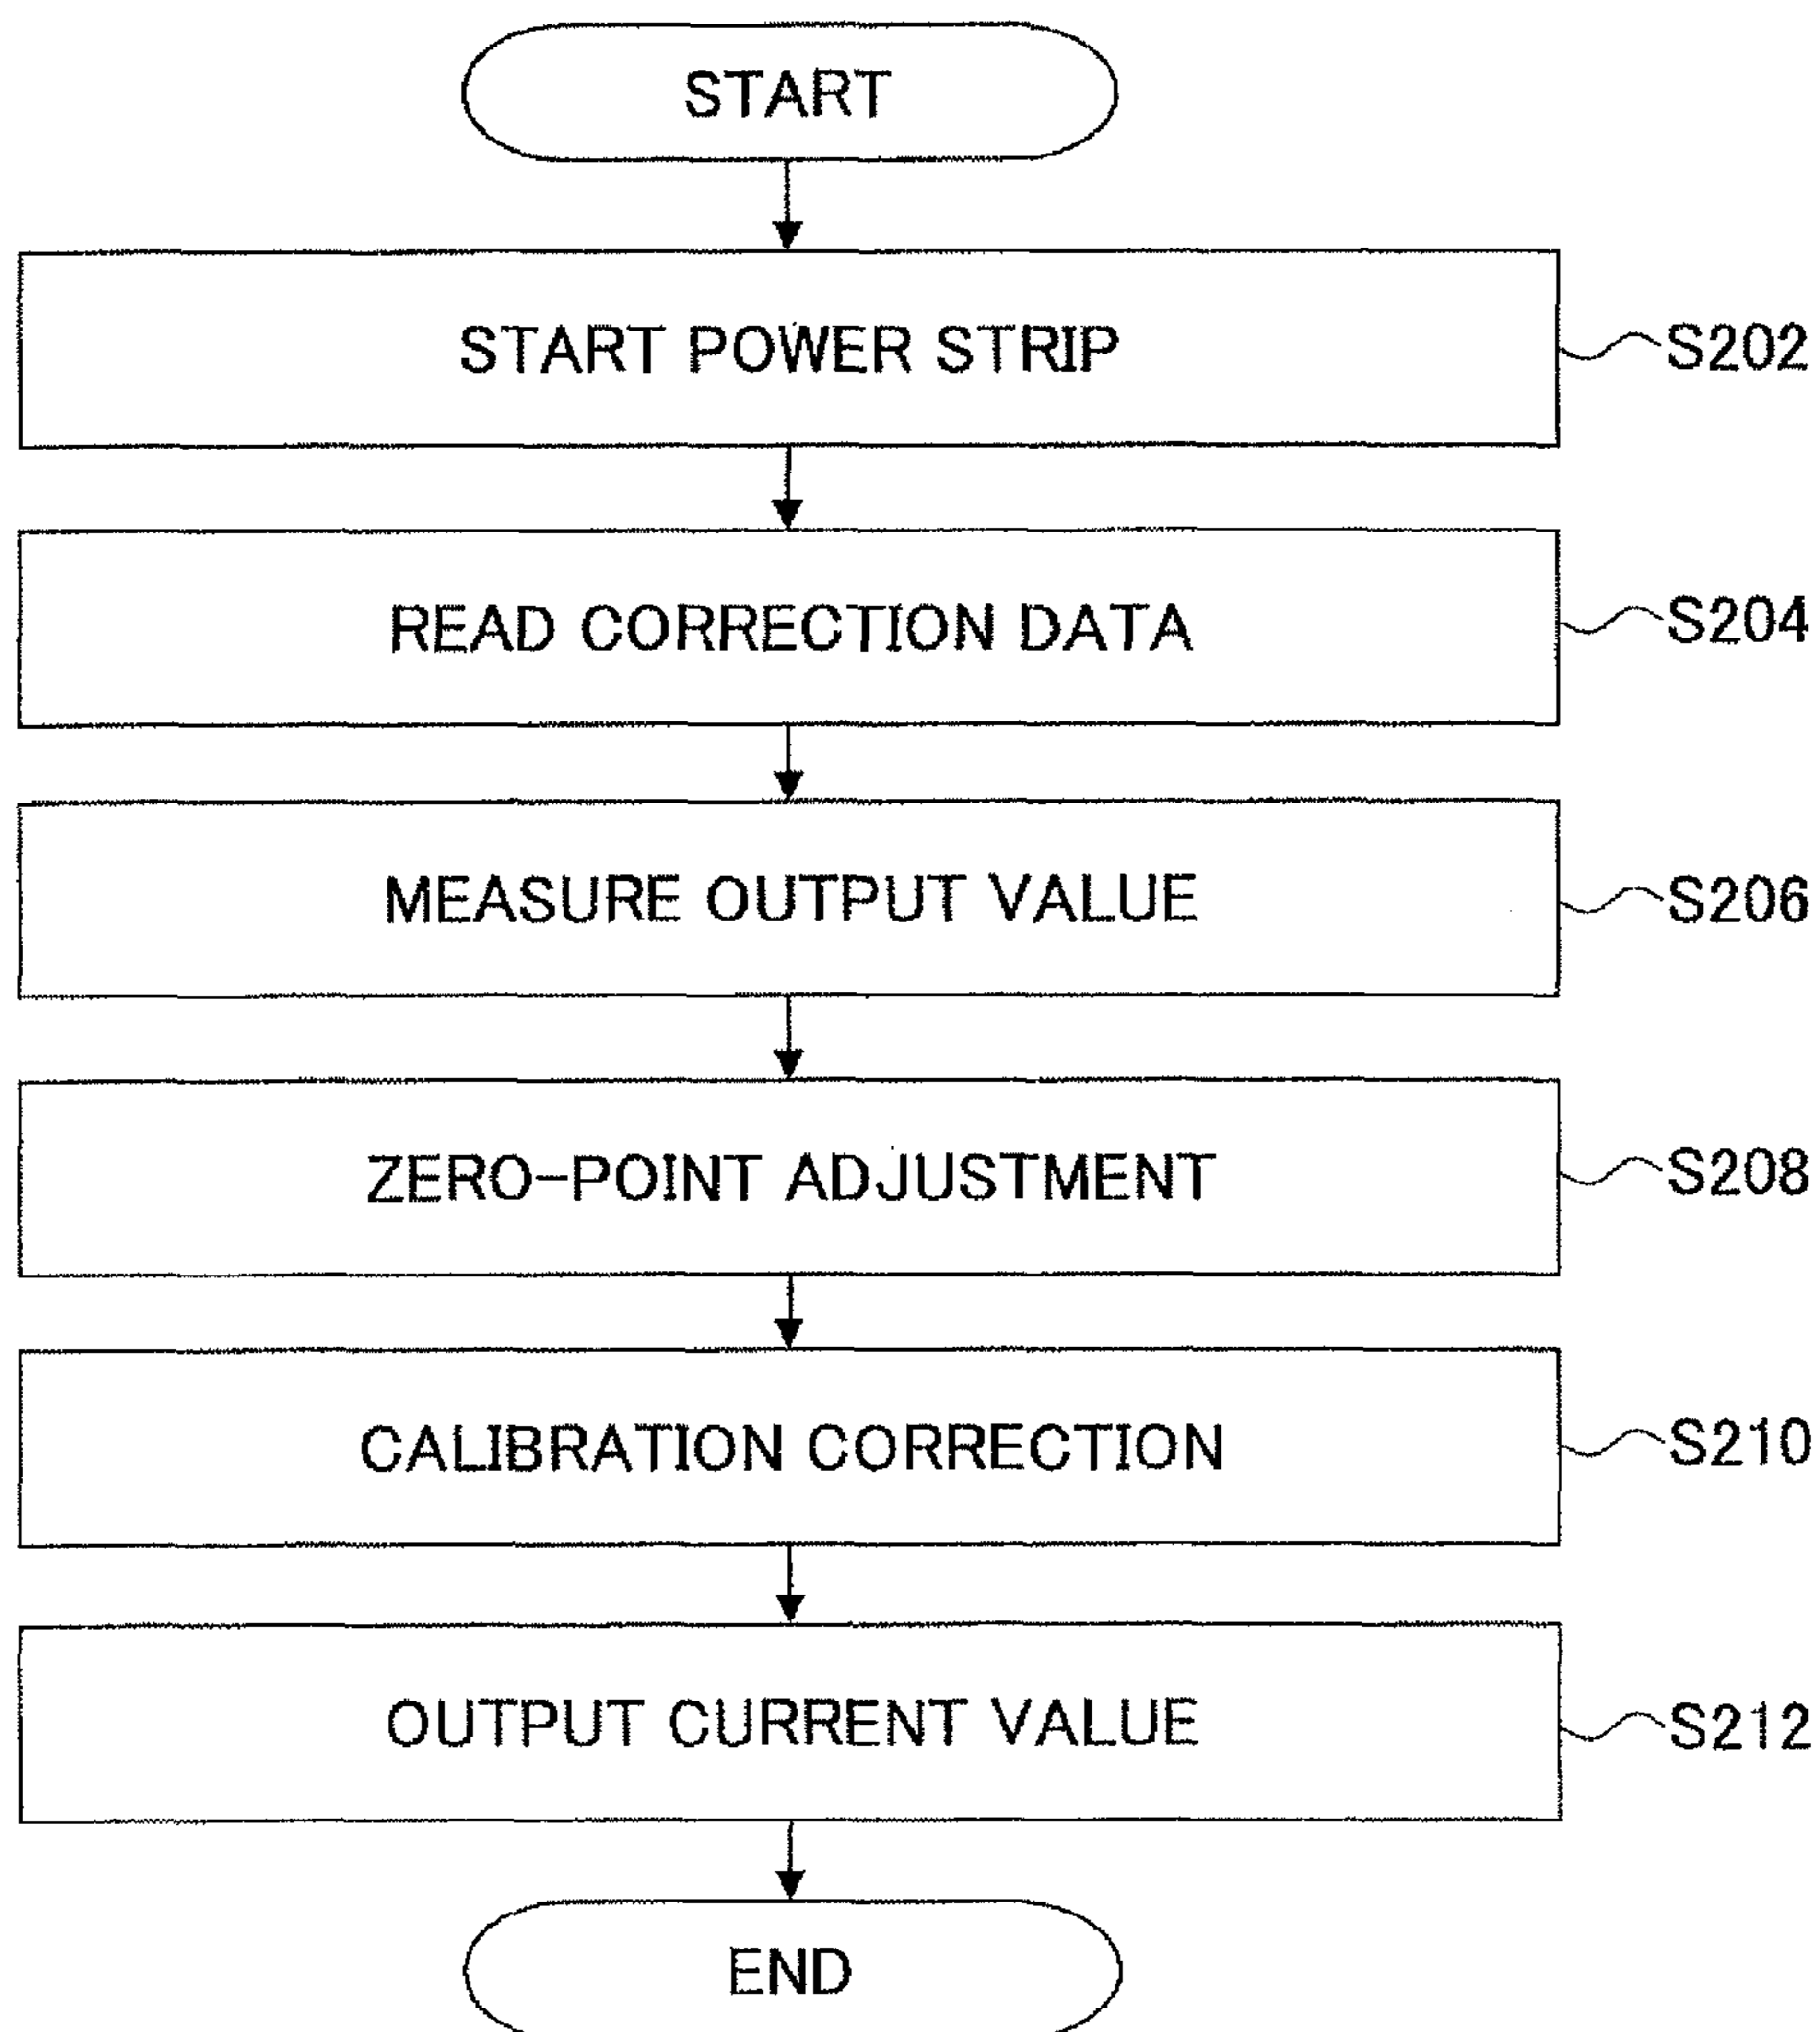 START
START POWER STRIP
S202
READ CORRECTION DATA
S204
MEASURE OUTPUT VALUE
S206
ZERO-POINT ADJUSTMENT
S208
CALIBRATION CORRECTION
S210
OUTPUT CURRENT VALUE
S212
END